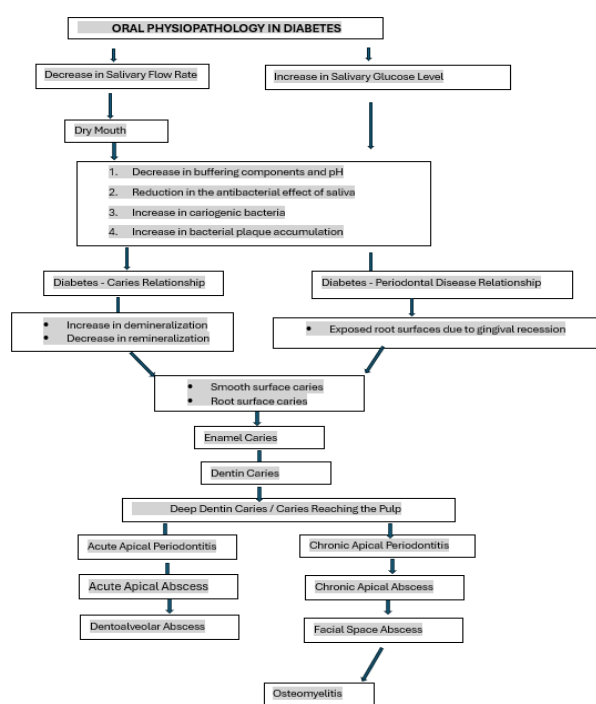 ORAL PHYSIOPATHOLOGY IN DIABETES
Decrease in Salivary Flow Rate
Increase in Salivary Glucose Level
Dry Mouth
1. Decrease in buffering components and pH
2. Reduction in the antibacterial effect of saliva
3. Increase in cariogenic bacteria
4. Increase in bacterial plaque accumulation
Diabetes - Caries Relationship
Diabetes - Periodontal Disease Relationship
• Increase in demineralization
• Decrease in remineralization
• Exposed root surfaces due to gingival recession
• Smooth surface caries
• Root surface caries
Enamel Caries
Dentin Caries
Deep Dentin Caries / Caries Reaching the Pulp
Acute Apical Periodontitis
Chronic Apical Periodontitis
Acute Apical Abscess
Chronic Apical Abscess
Dentoalveolar Abscess
Facial Space Abscess
Osteomyelitis